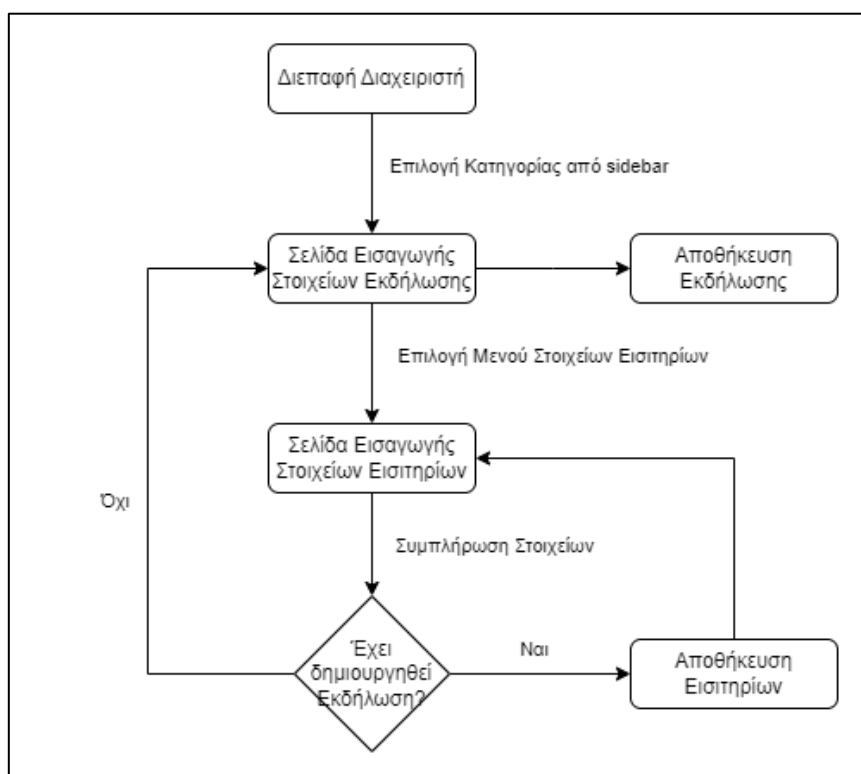 Διεπαφή Διαχειριστή
Επιλογή Κατηγορίας από sidebar
Σελίδα Εισαγωγής
Στοιχείων Εκδήλωσης
Αποθήκευση
Εκδήλωσης
Επιλογή Μενού Στοιχείων Εισιτηρίων
Σελίδα Εισαγωγής
Στοιχείων Εισιτηρίων
Όχι
Συμπλήρωση Στοιχείων
Έχει
δημιουργηθεί
Εκδήλωση?
Ναι
Αποθήκευση
Εισιτηρίων